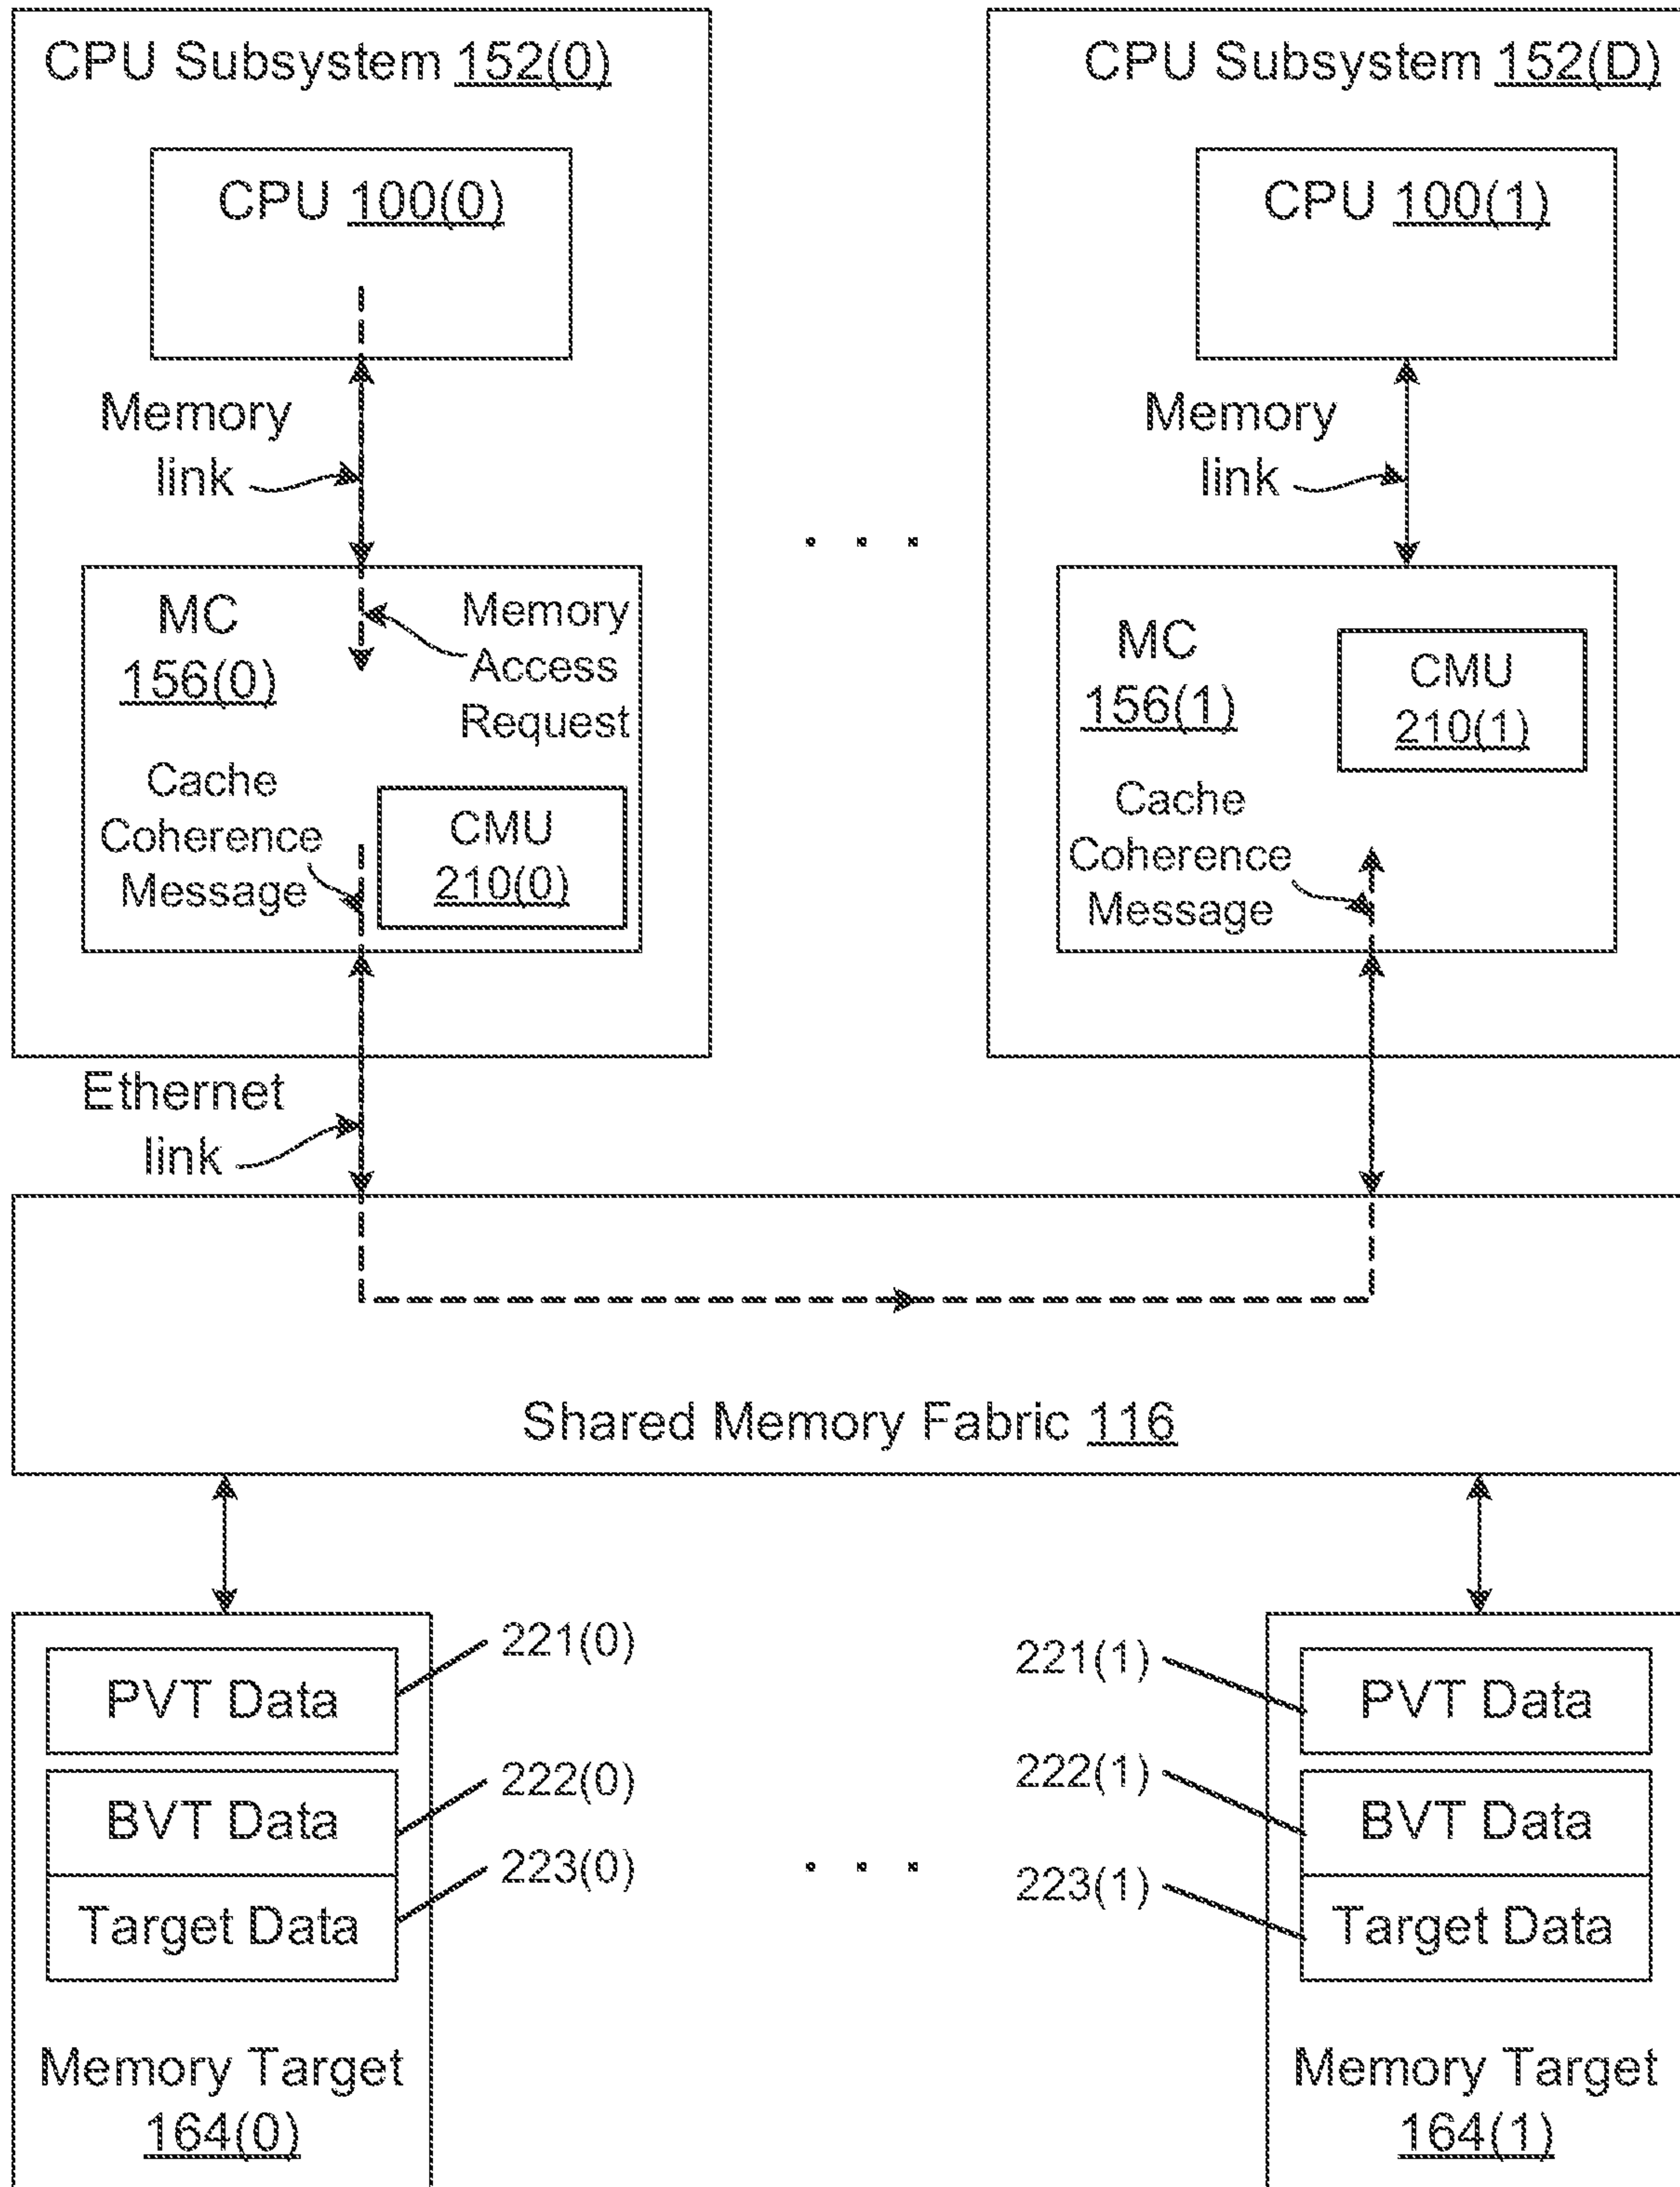 CPU Subsystem 152(0)
CPU 100(0)
Memory
link
MC
156(0)
Memory
Access
Request
Cache
Coherence
Message
CMU
210(0)
Ethernet
link
. . .
CPU Subsystem 152(D)
CPU 100(1)
Memory
link
MC
156(1)
CMU
210(1)
Cache
Coherence
Message
Shared Memory Fabric 116
PVT Data
221(0)
BVT Data
222(0)
Target Data
223(0)
Memory Target
164(0)
. . .
221(1)
PVT Data
222(1)
BVT Data
223(1)
Target Data
Memory Target
164(1)